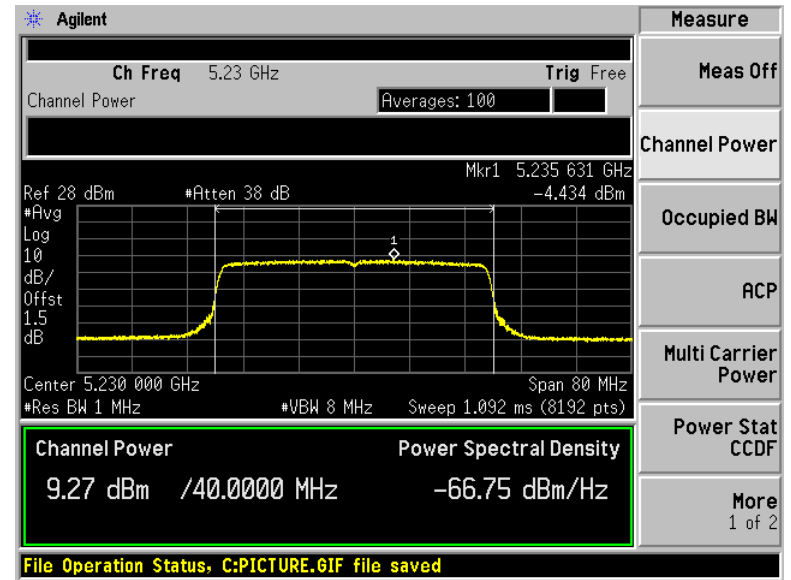 Agilent
Measure
Ch Freq 5.23 GHz Trig Free
Channel Power Averages: 100
Mkr1 5.235 631 GHz
Ref 28 dBm #Atten 38 dB -4.434 dBm
#Avg
Log
10
dB/
Offst
1.5
dB
1
Center 5.230 000 GHz Span 80 MHz
#Res BW 1 MHz #VBW 8 MHz Sweep 1.092 ms (8192 pts)
Channel Power Power Spectral Density
9.27 dBm /40.0000 MHz -66.75 dBm/Hz
File Operation Status, C:PICTURE.GIF file saved
Meas Off
Channel Power
Occupied BW
ACP
Multi Carrier
Power
Power Stat
CCDF
More
1 of 2